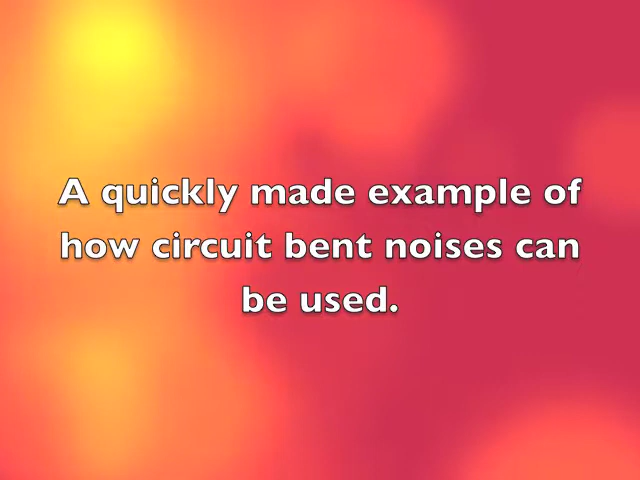 A quickly made example of
how circuit bent noises can
be used.